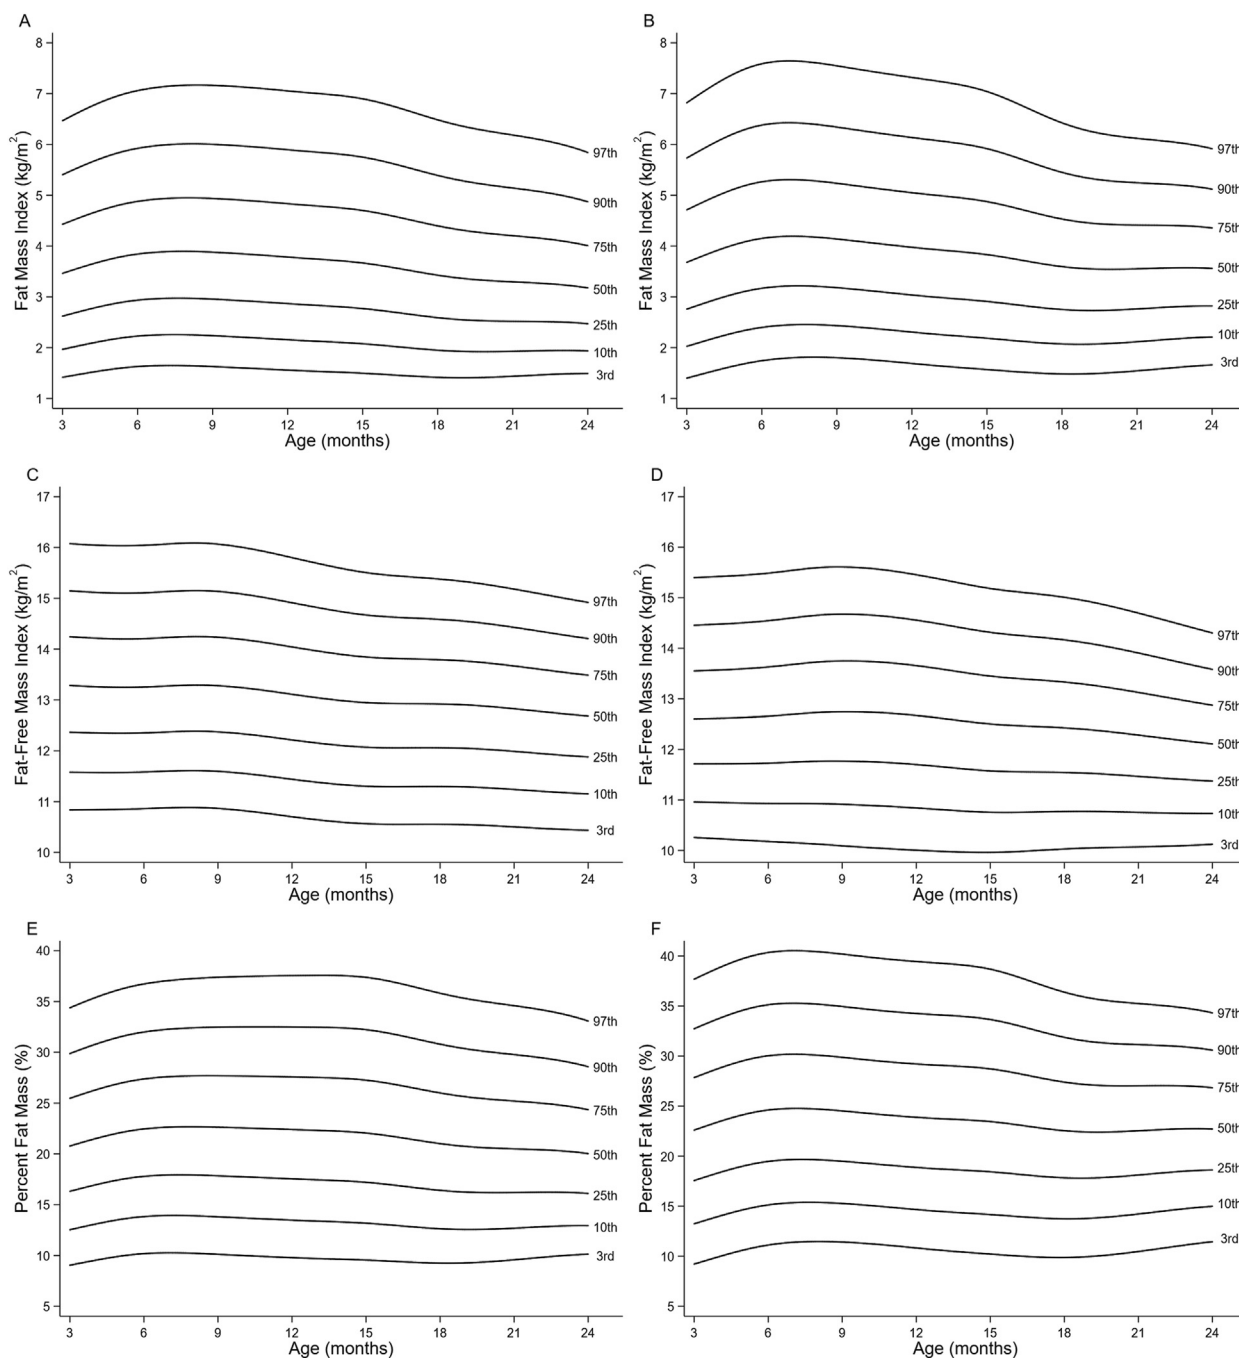 A
8
7
6
5
4
3
2
1
Fat Mass Index (kg/m²)
97th
90th
75th
50th
25th
10th
3rd
3 6 9 12 15 18 21 24
Age (months)
B
8
7
6
5
4
3
2
1
Fat Mass Index (kg/m²)
97th
90th
75th
50th
25th
10th
3rd
3 6 9 12 15 18 21 24
Age (months)
C
17
16
15
14
13
12
11
10
Fat-Free Mass Index (kg/m²)
97th
90th
75th
50th
25th
10th
3rd
3 6 9 12 15 18 21 24
Age (months)
D
17
16
15
14
13
12
11
10
Fat-Free Mass Index (kg/m²)
97th
90th
75th
50th
25th
10th
3rd
3 6 9 12 15 18 21 24
Age (months)
E
40
35
30
25
20
15
10
5
Percent Fat Mass (%)
97th
90th
75th
50th
25th
10th
3rd
3 6 9 12 15 18 21 24
Age (months)
F
40
35
30
25
20
15
10
5
Percent Fat Mass (%)
97th
90th
75th
50th
25th
10th
3rd
3 6 9 12 15 18 21 24
Age (months)